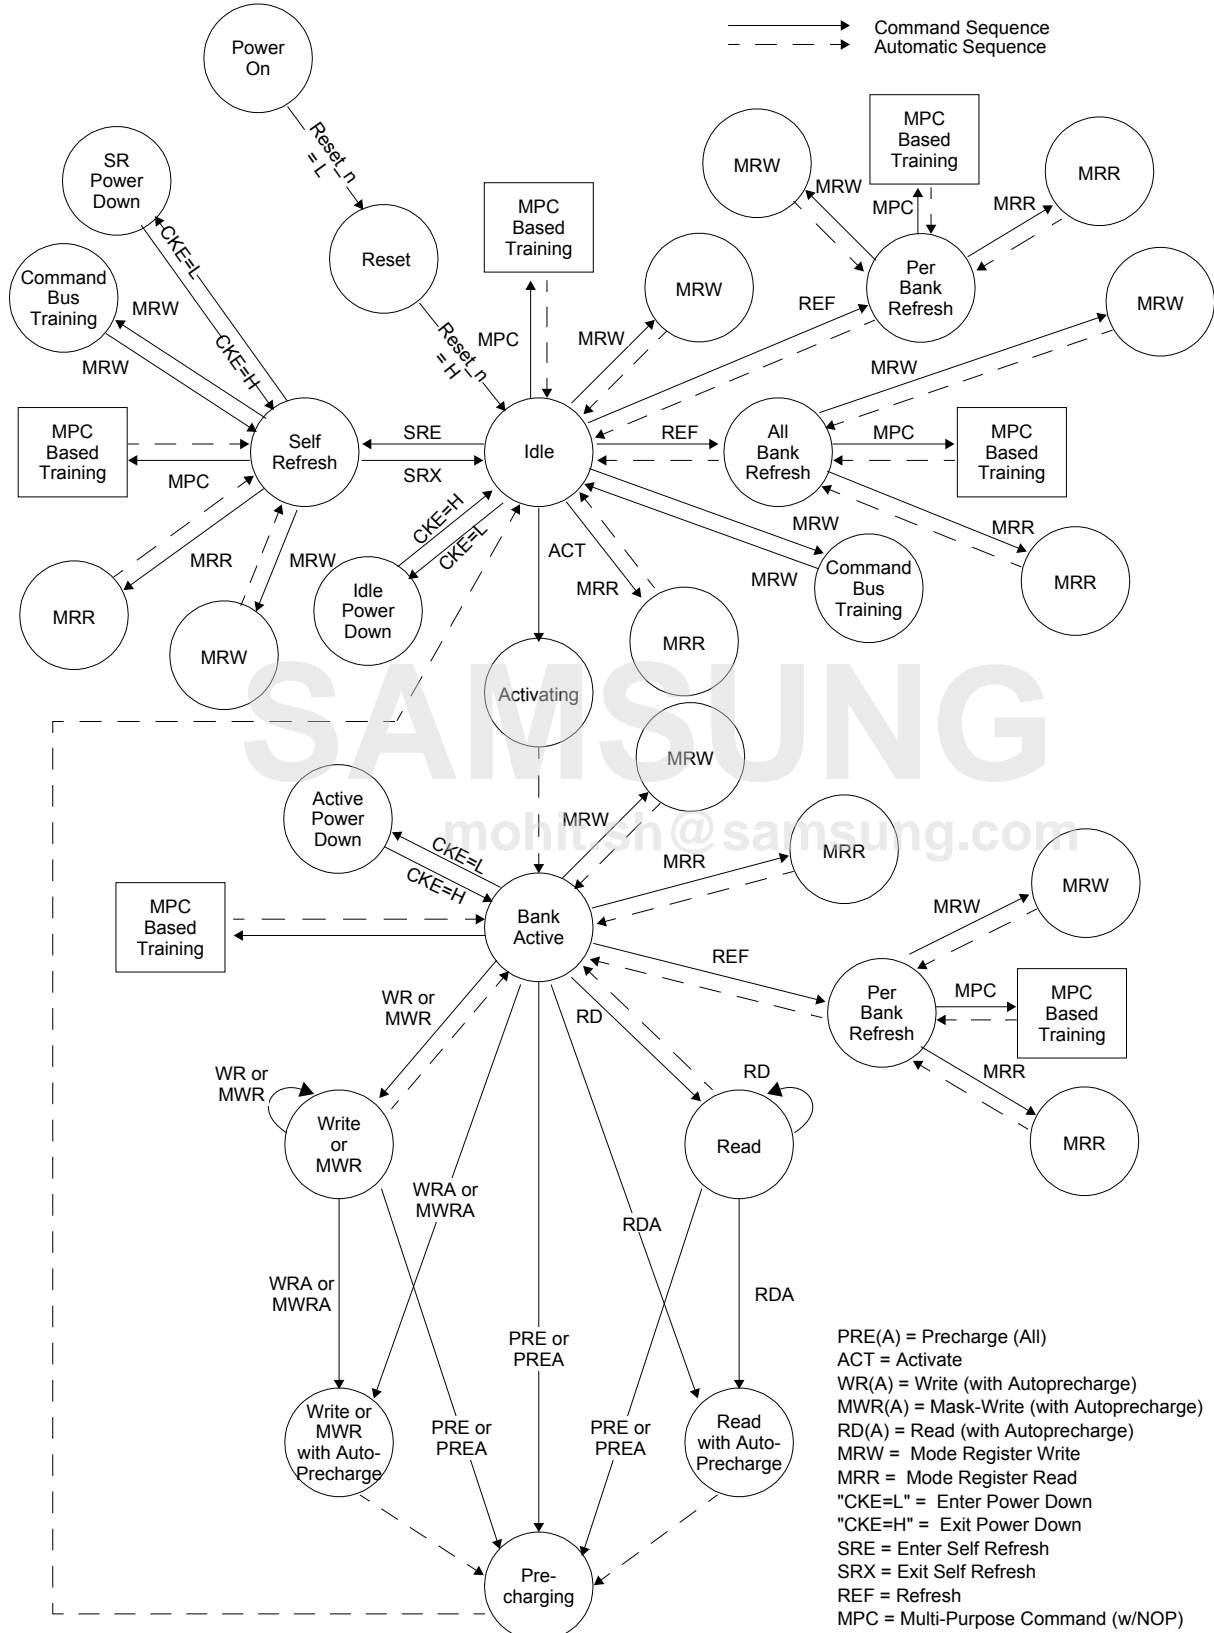 Command Sequence
Automatic Sequence
Power
On
Reset_n
= L
SR
Power
Down
CKE=L
CKE=H
Command
Bus
Training
MRW
MRW
Reset
Reset_n
= H
MPC
Based
Training
MPC
MRW
MRW
MRW
MRW
MPC
Based
Training
MPC
MRR
MRR
Per
Bank
Refresh
REF
MRW
MRW
MPC
Based
Training
MPC
Self
Refresh
SRE
SRX
Idle
REF
All
Bank
Refresh
MPC
MPC
Based
Training
MRR
MRR
MRR
MRR
MRW
MRW
CKE=H
CKE=L
Idle
Power
Down
ACT
MRR
MRR
MRW
MRW
Command
Bus
Training
Activating
SAMSUNG
mohit.sh@samsung.com
MRW
MRW
Active
Power
Down
CKE=L
CKE=H
MRR
MRR
MPC
Based
Training
Bank
Active
MRW
MRW
REF
Per
Bank
Refresh
MPC
MPC
Based
Training
MRR
MRR
WR or
MWR
RD
WR or
MWR
RD
Write
or
MWR
Read
WRA or
MWRA
RDA
WRA or
MWRA
RDA
PRE or
PREA
Write or
MWR
with Auto-
Precharge
PRE or
PREA
PRE or
PREA
Read
with Auto-
Precharge
Pre-
charging
PRE(A) = Precharge (All)
ACT = Activate
WR(A) = Write (with Autoprecharge)
MWR(A) = Mask-Write (with Autoprecharge)
RD(A) = Read (with Autoprecharge)
MRW = Mode Register Write
MRR = Mode Register Read
"CKE=L" = Enter Power Down
"CKE=H" = Exit Power Down
SRE = Enter Self Refresh
SRX = Exit Self Refresh
REF = Refresh
MPC = Multi-Purpose Command (w/NOP)